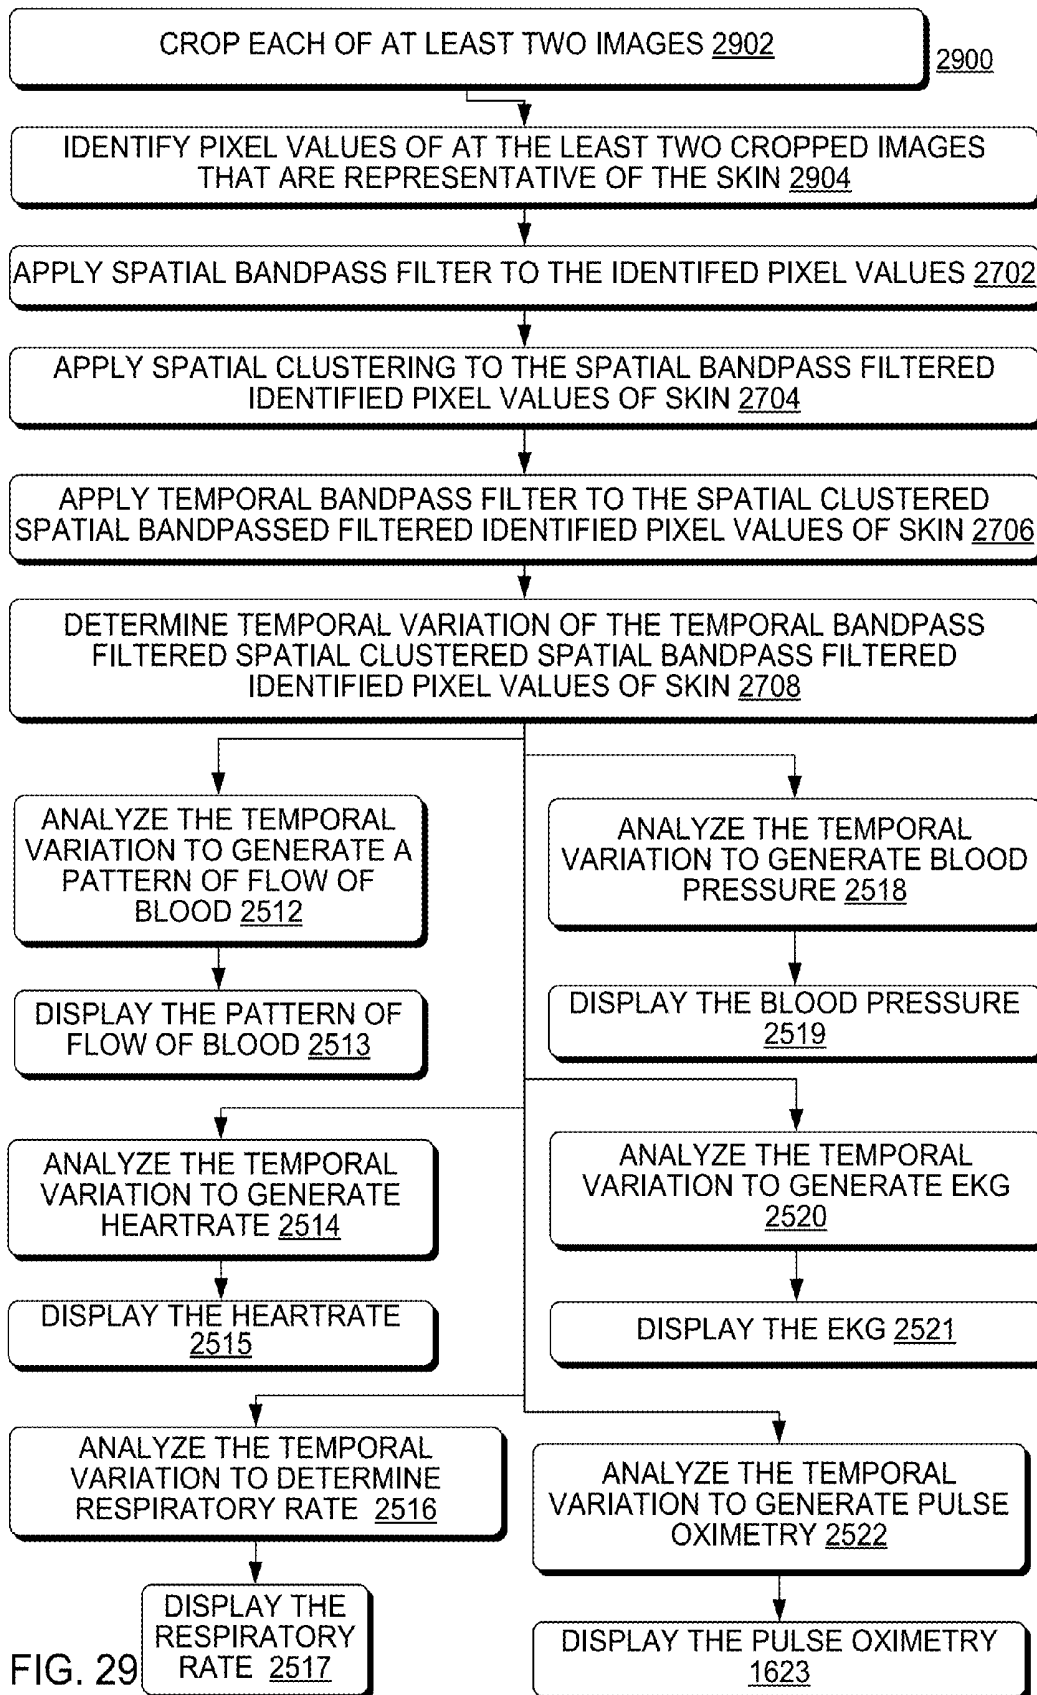 CROP EACH OF AT LEAST TWO IMAGES 2902
2900
IDENTIFY PIXEL VALUES OF AT THE LEAST TWO CROPPED IMAGES
THAT ARE REPRESENTATIVE OF THE SKIN 2904
APPLY SPATIAL BANDPASS FILTER TO THE IDENTIFED PIXEL VALUES 2702
APPLY SPATIAL CLUSTERING TO THE SPATIAL BANDPASS FILTERED
IDENTIFIED PIXEL VALUES OF SKIN 2704
APPLY TEMPORAL BANDPASS FILTER TO THE SPATIAL CLUSTERED
SPATIAL BANDPASSED FILTERED IDENTIFIED PIXEL VALUES OF SKIN 2706
DETERMINE TEMPORAL VARIATION OF THE TEMPORAL BANDPASS
FILTERED SPATIAL CLUSTERED SPATIAL BANDPASS FILTERED
IDENTIFIED PIXEL VALUES OF SKIN 2708
ANALYZE THE TEMPORAL
VARIATION TO GENERATE A
PATTERN OF FLOW OF
BLOOD 2512
ANALYZE THE TEMPORAL
VARIATION TO GENERATE BLOOD
PRESSURE 2518
DISPLAY THE PATTERN OF
FLOW OF BLOOD 2513
DISPLAY THE BLOOD PRESSURE
2519
ANALYZE THE TEMPORAL
VARIATION TO GENERATE
HEARTRATE 2514
ANALYZE THE TEMPORAL
VARIATION TO GENERATE EKG
2520
DISPLAY THE HEARTRATE
2515
DISPLAY THE EKG 2521
ANALYZE THE TEMPORAL
VARIATION TO DETERMINE
RESPIRATORY RATE 2516
ANALYZE THE TEMPORAL
VARIATION TO GENERATE PULSE
OXIMETRY 2522
DISPLAY THE
RESPIRATORY
RATE 2517
DISPLAY THE PULSE OXIMETRY
1623
FIG. 29